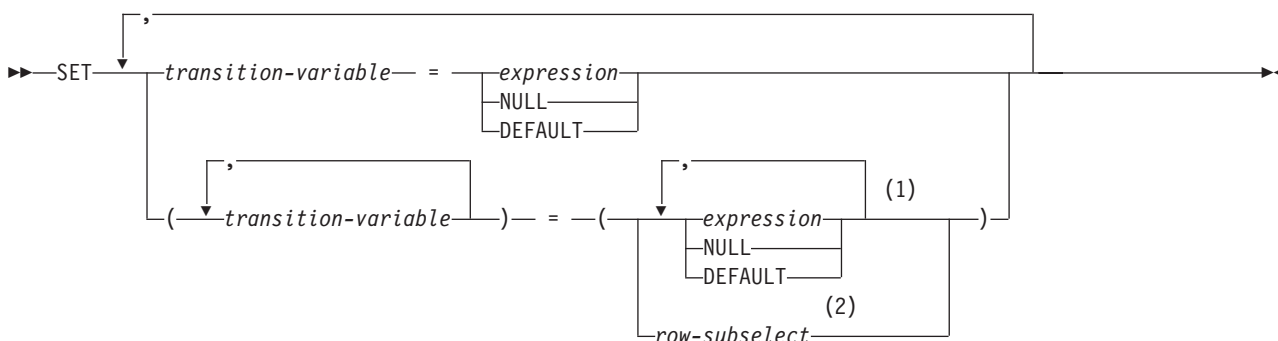 ,
SET transition-variable = expression
NULL
DEFAULT
, ,
(1)
( transition-variable ) = ( expression )
NULL
DEFAULT
(2)
row-subselect